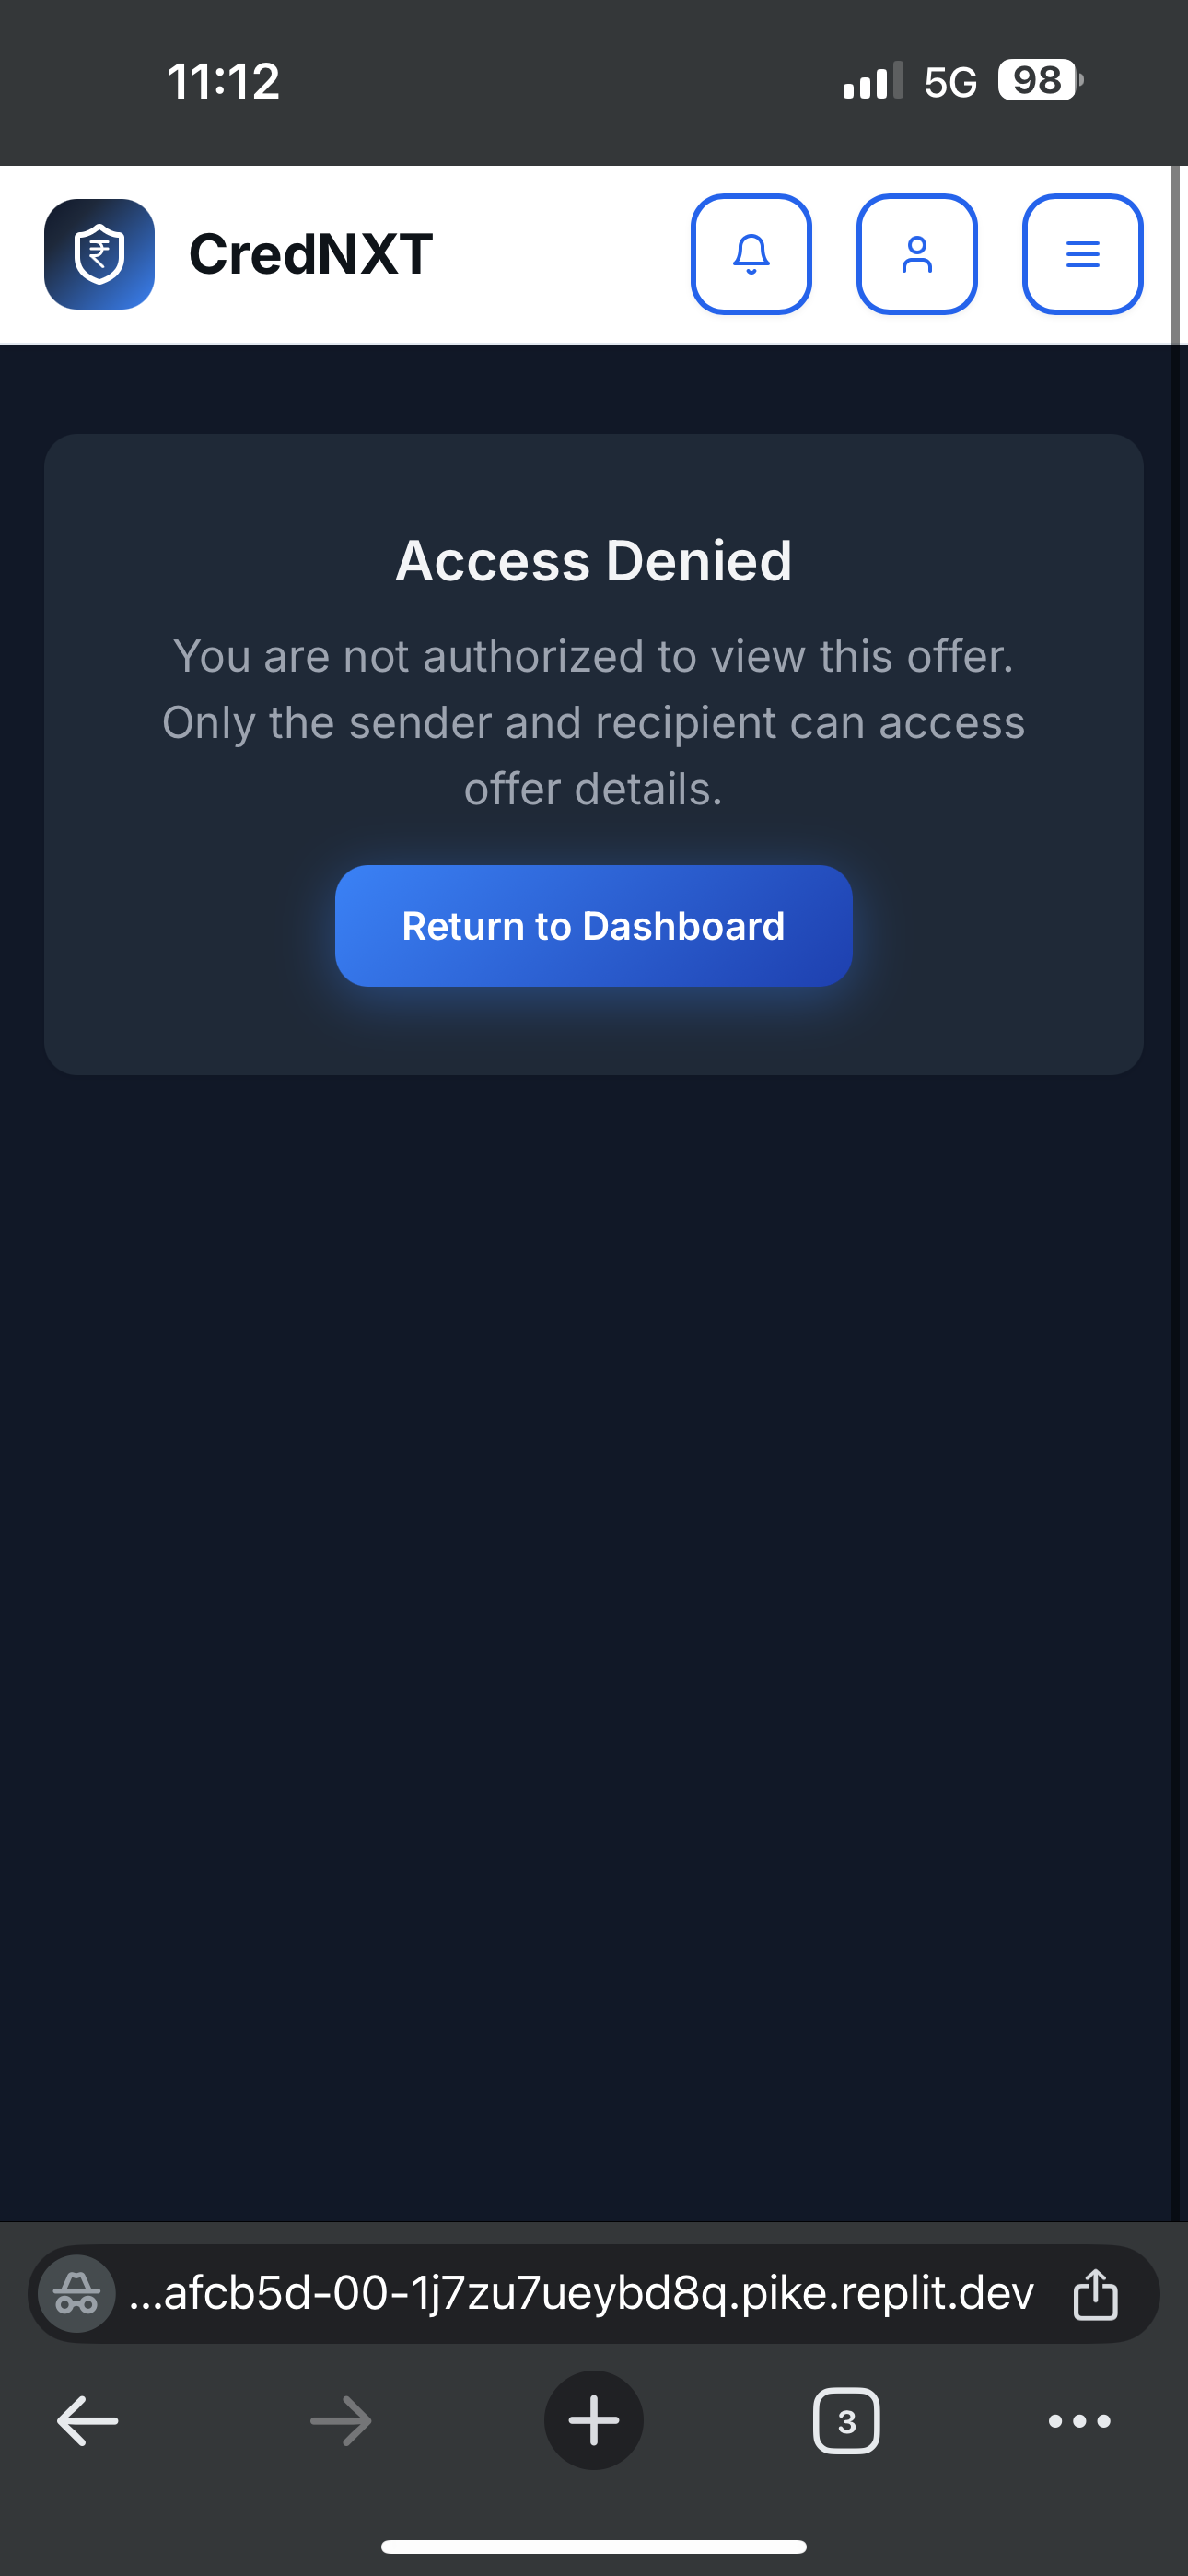 11:12
5G
98
₹
CredNXT
Access Denied
You are not authorized to view this offer.
Only the sender and recipient can access
offer details.
Return to Dashboard
...afcb5d-00-1j7zu7ueybd8q.pike.replit.dev
3